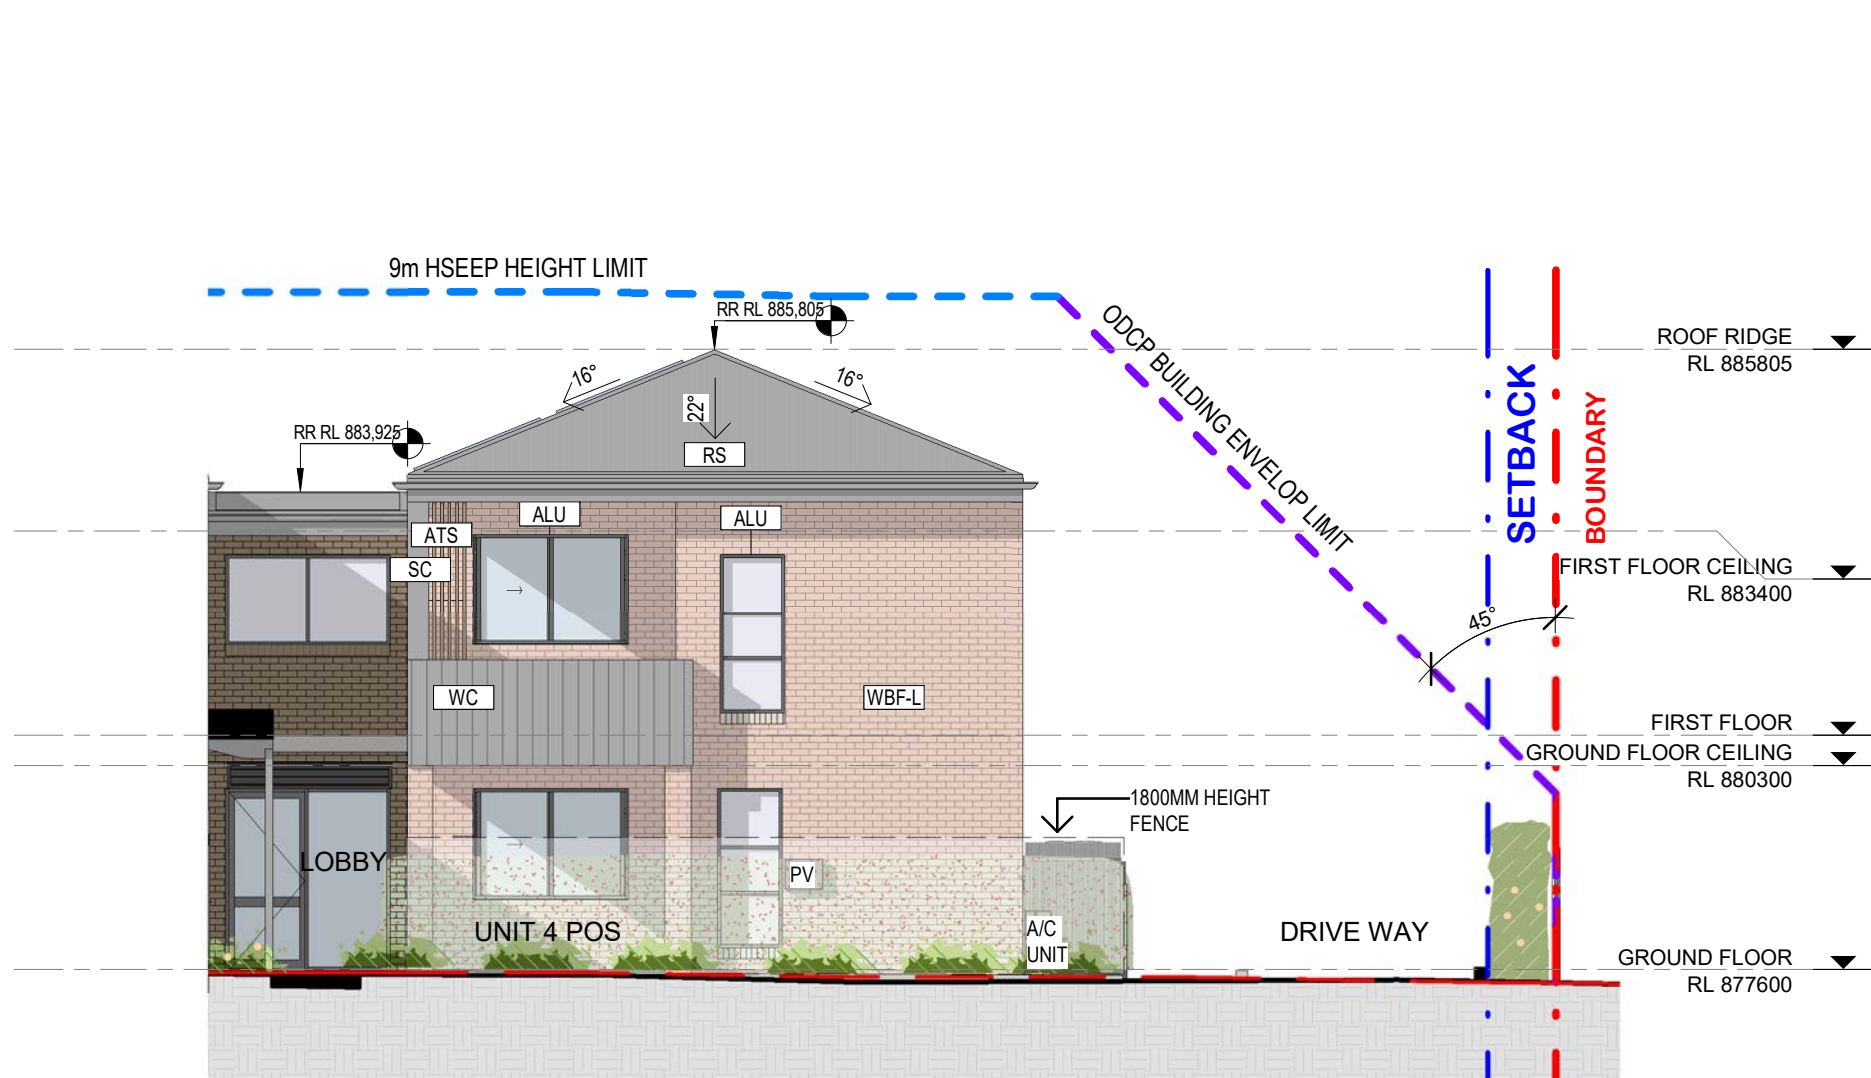 9m HSEEP HEIGHT LIMIT
RR RL 885,805
ODCP BUILDING ENVELOP LIMIT
ROOF RIDGE
RL 885805
16°
16°
22°
SETBACK
BOUNDARY
RR RL 883,925
RS
ALU
ALU
ATS
SC
FIRST FLOOR CEILING
RL 883400
45°
WC
WBF-L
FIRST FLOOR
GROUND FLOOR CEILING
RL 880300
1800MM HEIGHT
FENCE
LOBBY
PV
UNIT 4 POS
A/C
UNIT
DRIVE WAY
GROUND FLOOR
RL 877600